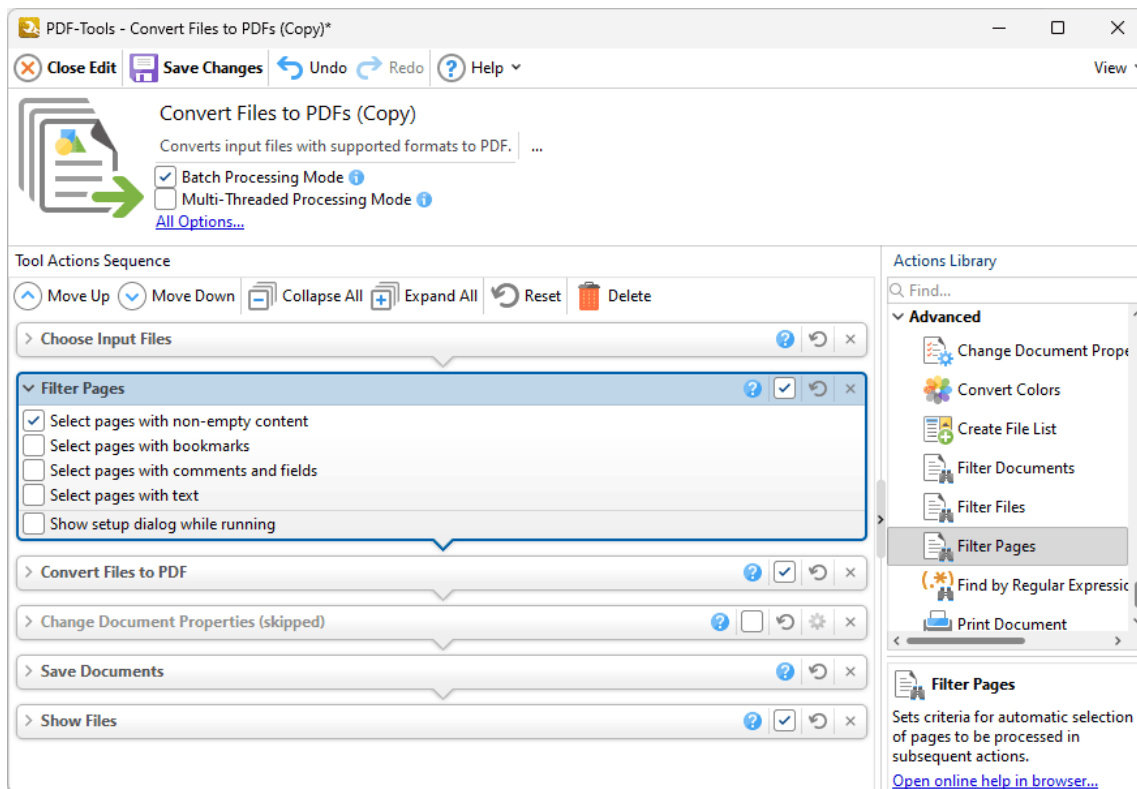 PDF-Tools - Convert Files to PDFs (Copy)*
Close Edit Save Changes Undo Redo ? Help View
Convert Files to PDFs (Copy)
Converts input files with supported formats to PDF. ...
Batch Processing Mode i
Multi-Threaded Processing Mode i
All Options...
Tool Actions Sequence
Move Up Move Down Collapse All Expand All Reset Delete
Choose Input Files ?
Filter Pages ?
Select pages with non-empty content
Select pages with bookmarks
Select pages with comments and fields
Select pages with text
Show setup dialog while running
Convert Files to PDF ?
Change Document Properties (skipped) ?
Save Documents ?
Show Files ?
Actions Library
Find...
Advanced
Change Document Prope
Convert Colors
Create File List
Filter Documents
Filter Files
Filter Pages
(.*) Find by Regular Expressic
Print Document
Filter Pages
Sets criteria for automatic selection
of pages to be processed in
subsequent actions.
Open online help in browser...